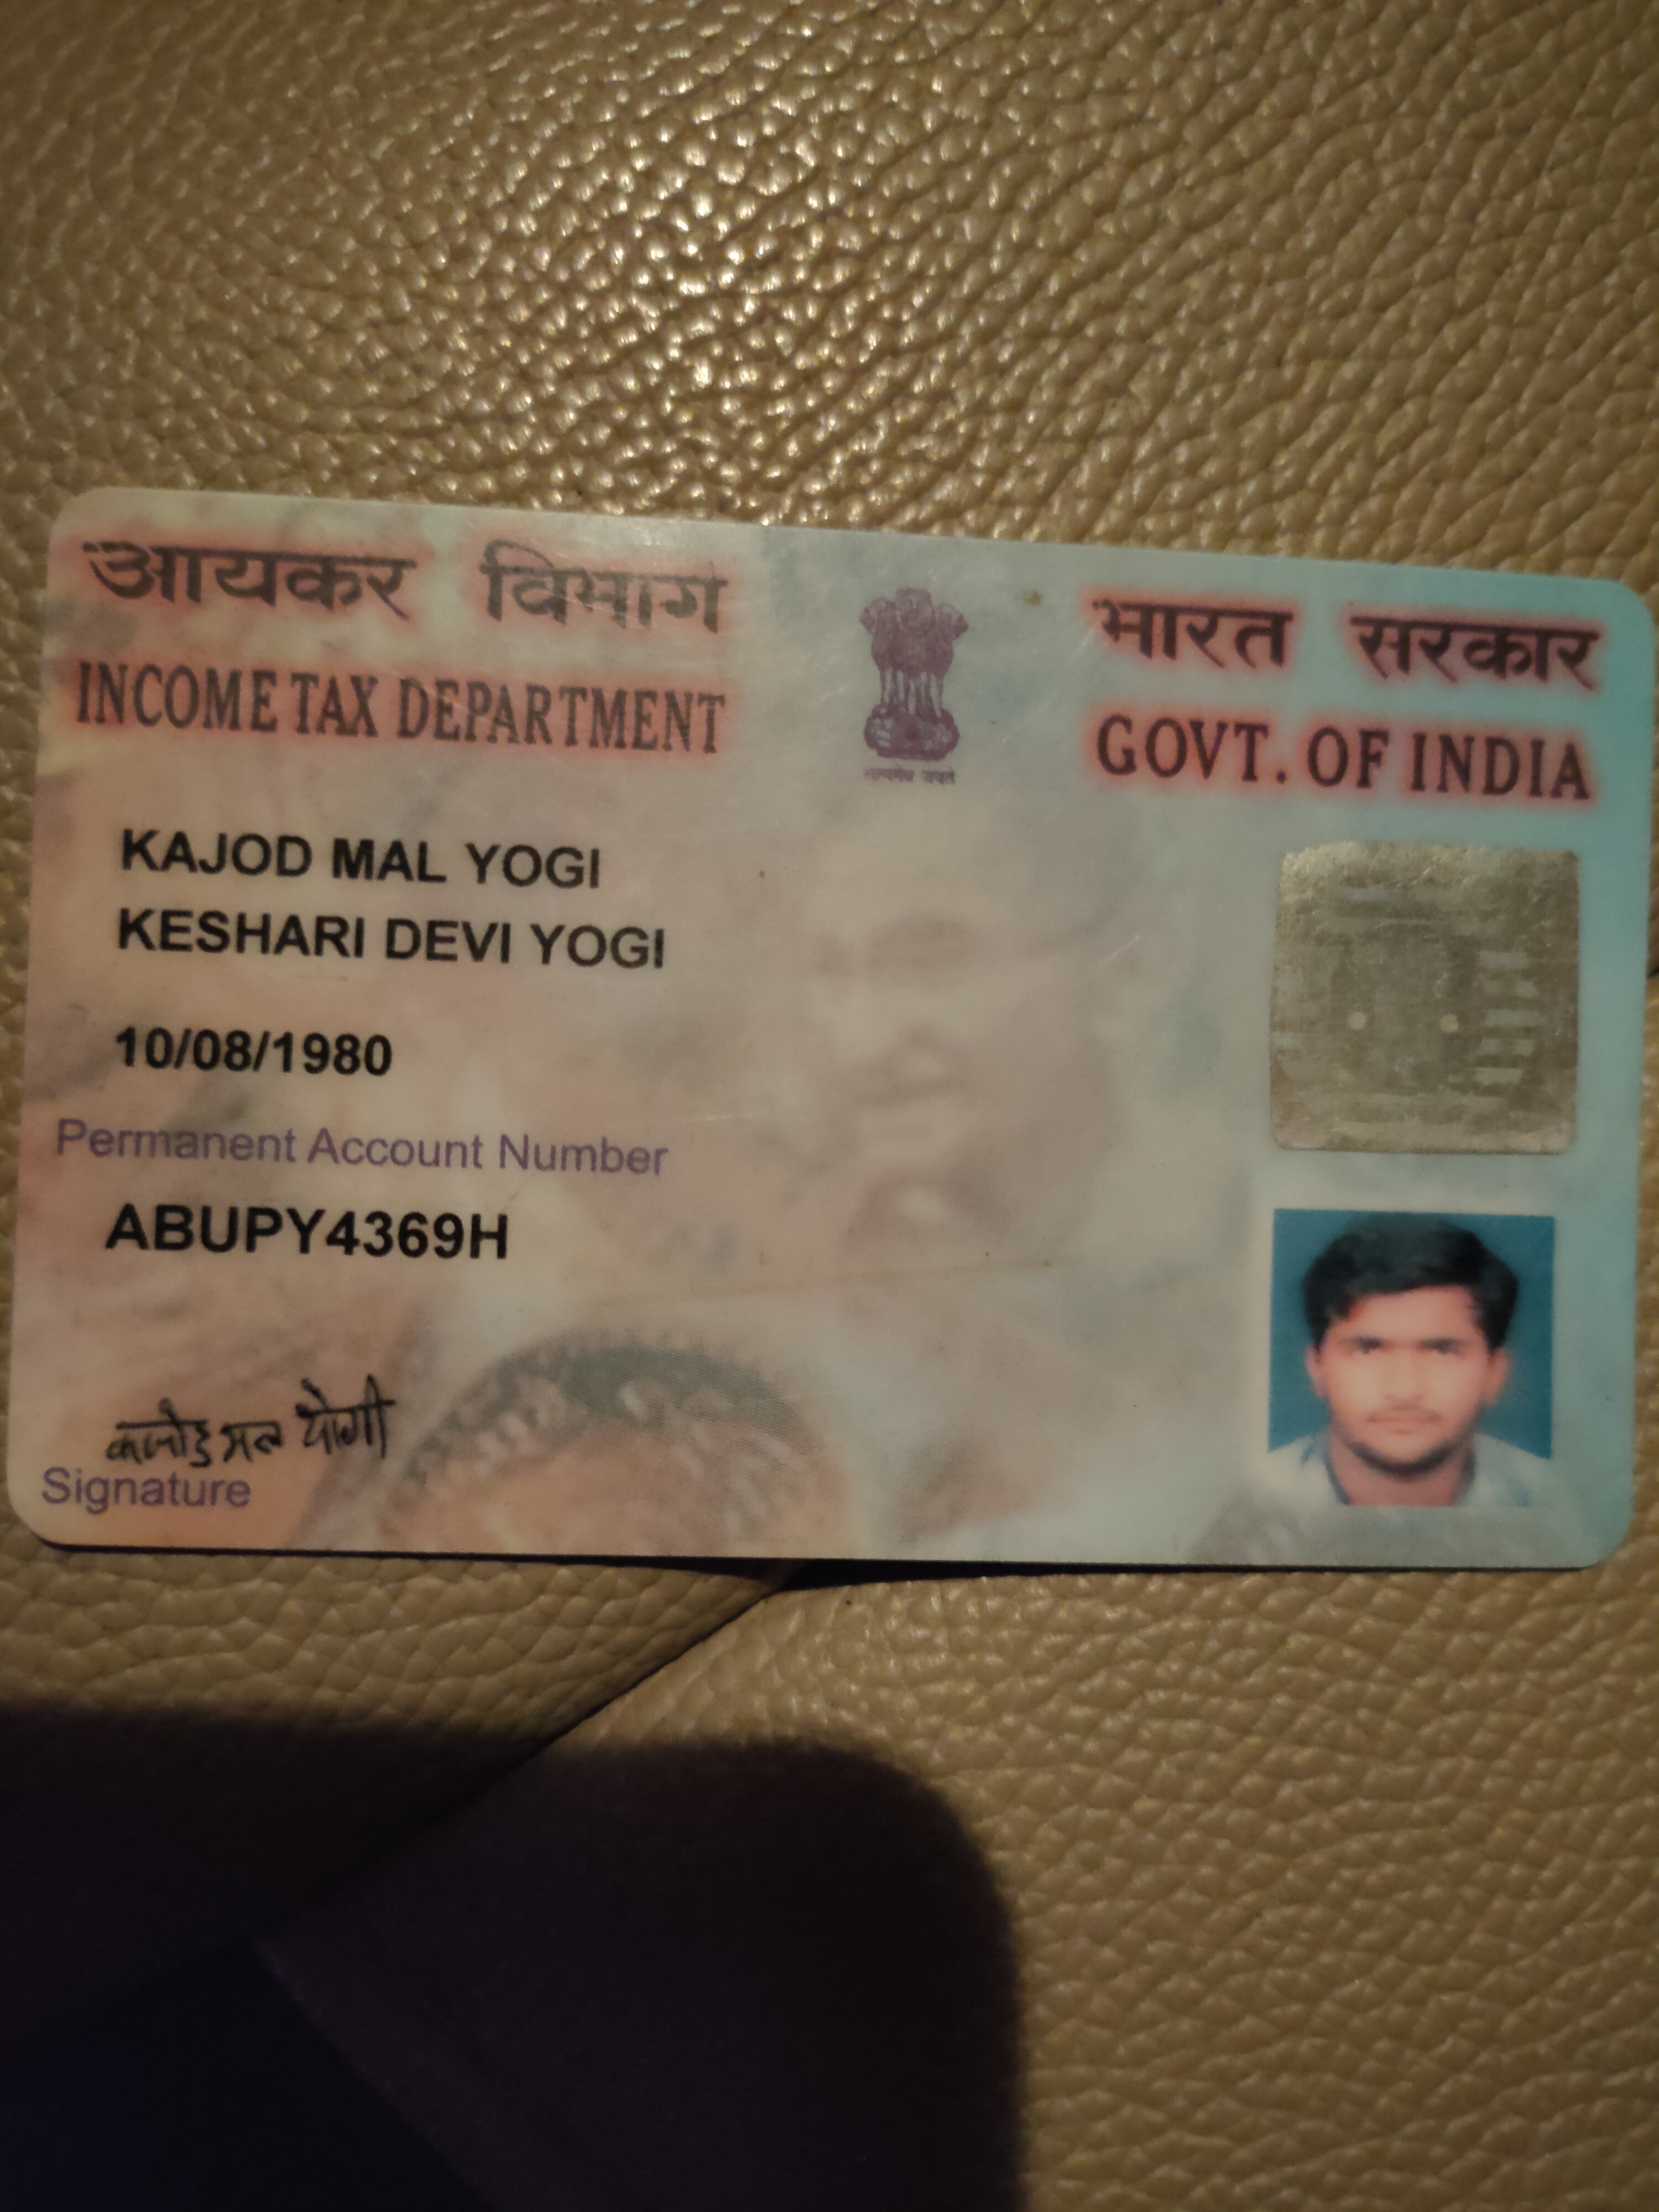 आयकर विभाग
INCOME TAX DEPARTMENT
भारत सरकार
GOVT. OF INDIA
सत्यमेव जयते
KAJOD MAL YOGI
KESHARI DEVI YOGI
10/08/1980
Permanent Account Number
ABUPY4369H
कजोड मल योगी
Signature